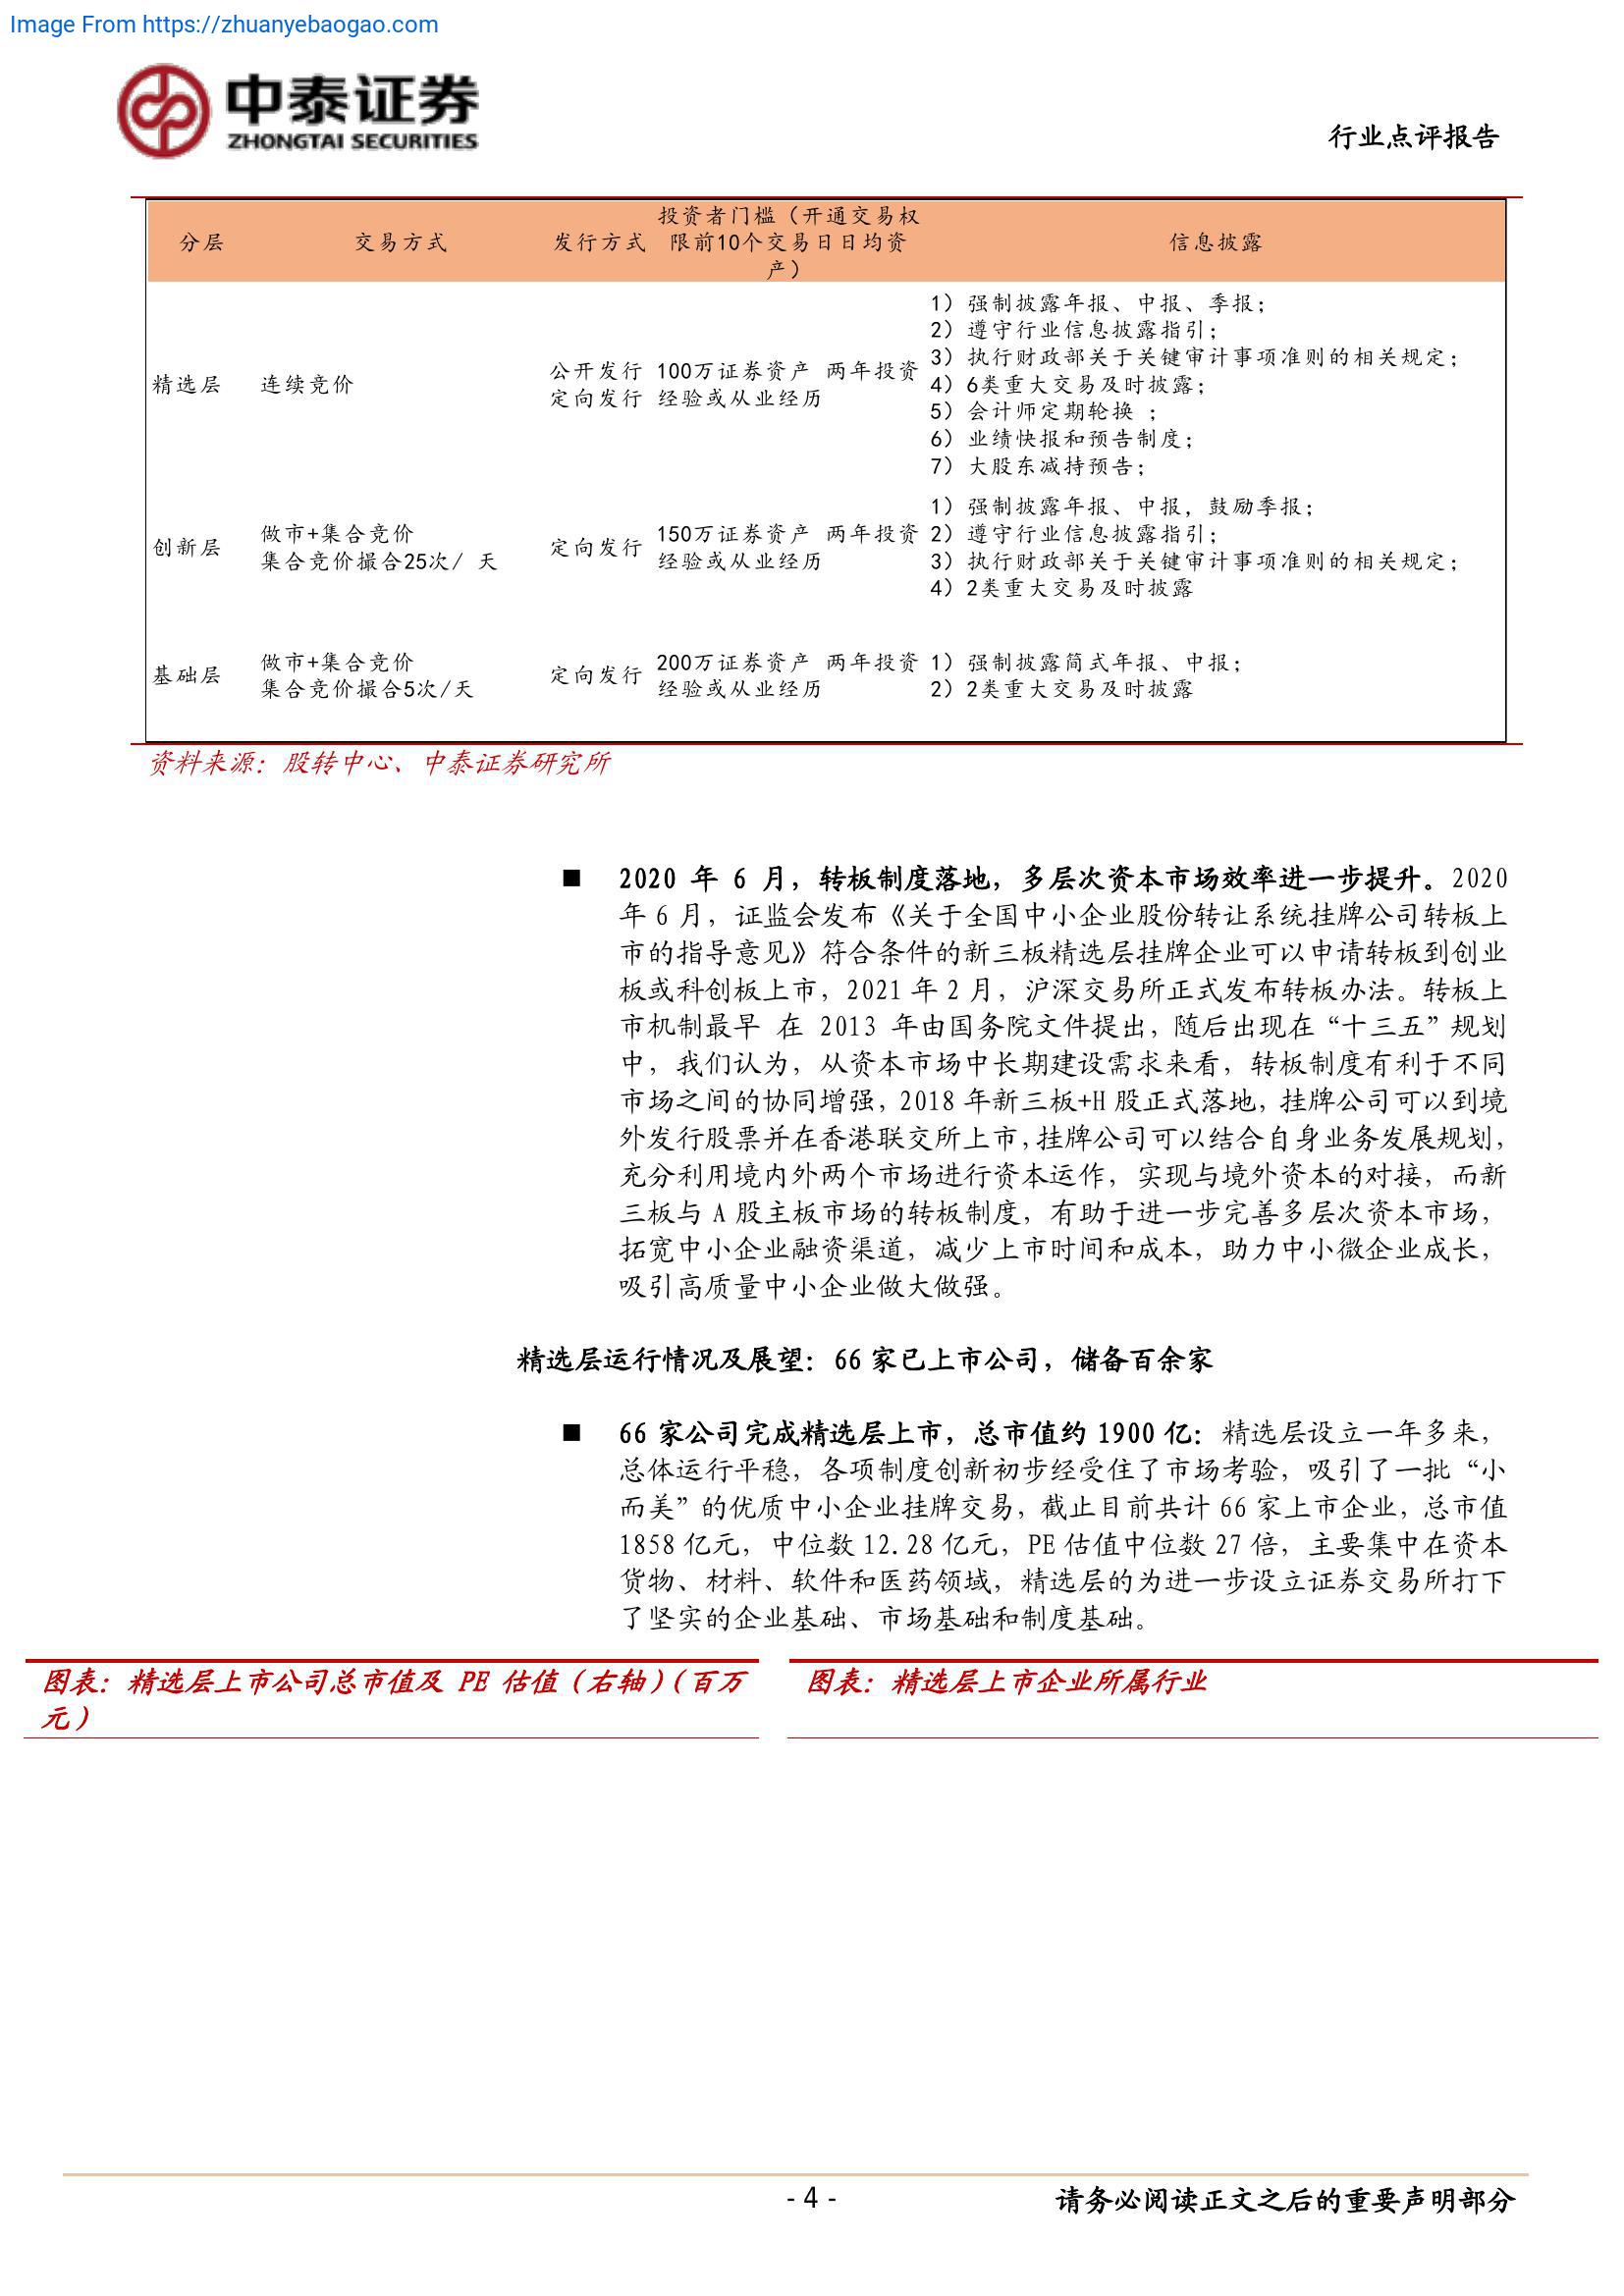 Image From https://zhuanyebaogao.com
中泰证券
ZHONGTAI SECURITIES
行业点评报告
分层 交易方式 发行方式 投资者门槛（开通交易权
限前10个交易日日均资
产） 信息披露
精选层 连续竞价 公开发行
定向发行 100万证券资产 两年投资
经验或从业经历
1）强制披露年报、中报、季报；
2）遵守行业信息披露指引；
3）执行财政部关于关键审计事项准则的相关规定；
4）6类重大交易及时披露；
5）会计师定期轮换 ；
6）业绩快报和预告制度；
7）大股东减持预告；
创新层 做市+集合竞价
集合竞价撮合25次/ 天 定向发行 150万证券资产 两年投资
经验或从业经历
1）强制披露年报、中报，鼓励季报；
2）遵守行业信息披露指引；
3）执行财政部关于关键审计事项准则的相关规定；
4）2类重大交易及时披露
基础层 做市+集合竞价
集合竞价撮合5次/天 定向发行 200万证券资产 两年投资
经验或从业经历
1）强制披露简式年报、中报；
2）2类重大交易及时披露
资料来源：股转中心、中泰证券研究所
■ 2020 年 6 月，转板制度落地，多层次资本市场效率进一步提升。2020
年 6 月，证监会发布《关于全国中小企业股份转让系统挂牌公司转板上
市的指导意见》符合条件的新三板精选层挂牌企业可以申请转板到创业
板或科创板上市，2021 年 2 月，沪深交易所正式发布转板办法。转板上
市机制最早 在 2013 年由国务院文件提出，随后出现在“十三五”规划
中，我们认为，从资本市场中长期建设需求来看，转板制度有利于不同
市场之间的协同增强，2018 年新三板+H 股正式落地，挂牌公司可以到境
外发行股票并在香港联交所上市，挂牌公司可以结合自身业务发展规划，
充分利用境内外两个市场进行资本运作，实现与境外资本的对接，而新
三板与 A 股主板市场的转板制度，有助于进一步完善多层次资本市场，
拓宽中小企业融资渠道，减少上市时间和成本，助力中小微企业成长，
吸引高质量中小企业做大做强。
精选层运行情况及展望：66 家已上市公司，储备百余家
■ 66 家公司完成精选层上市，总市值约 1900 亿：精选层设立一年多来，
总体运行平稳，各项制度创新初步经受住了市场考验，吸引了一批“小
而美”的优质中小企业挂牌交易，截止目前共计 66 家上市企业，总市值
1858 亿元，中位数 12.28 亿元，PE 估值中位数 27 倍，主要集中在资本
货物、材料、软件和医药领域，精选层的为进一步设立证券交易所打下
了坚实的企业基础、市场基础和制度基础。
图表：精选层上市公司总市值及 PE 估值（右轴）（百万
元）
图表：精选层上市企业所属行业
- 4 -
请务必阅读正文之后的重要声明部分